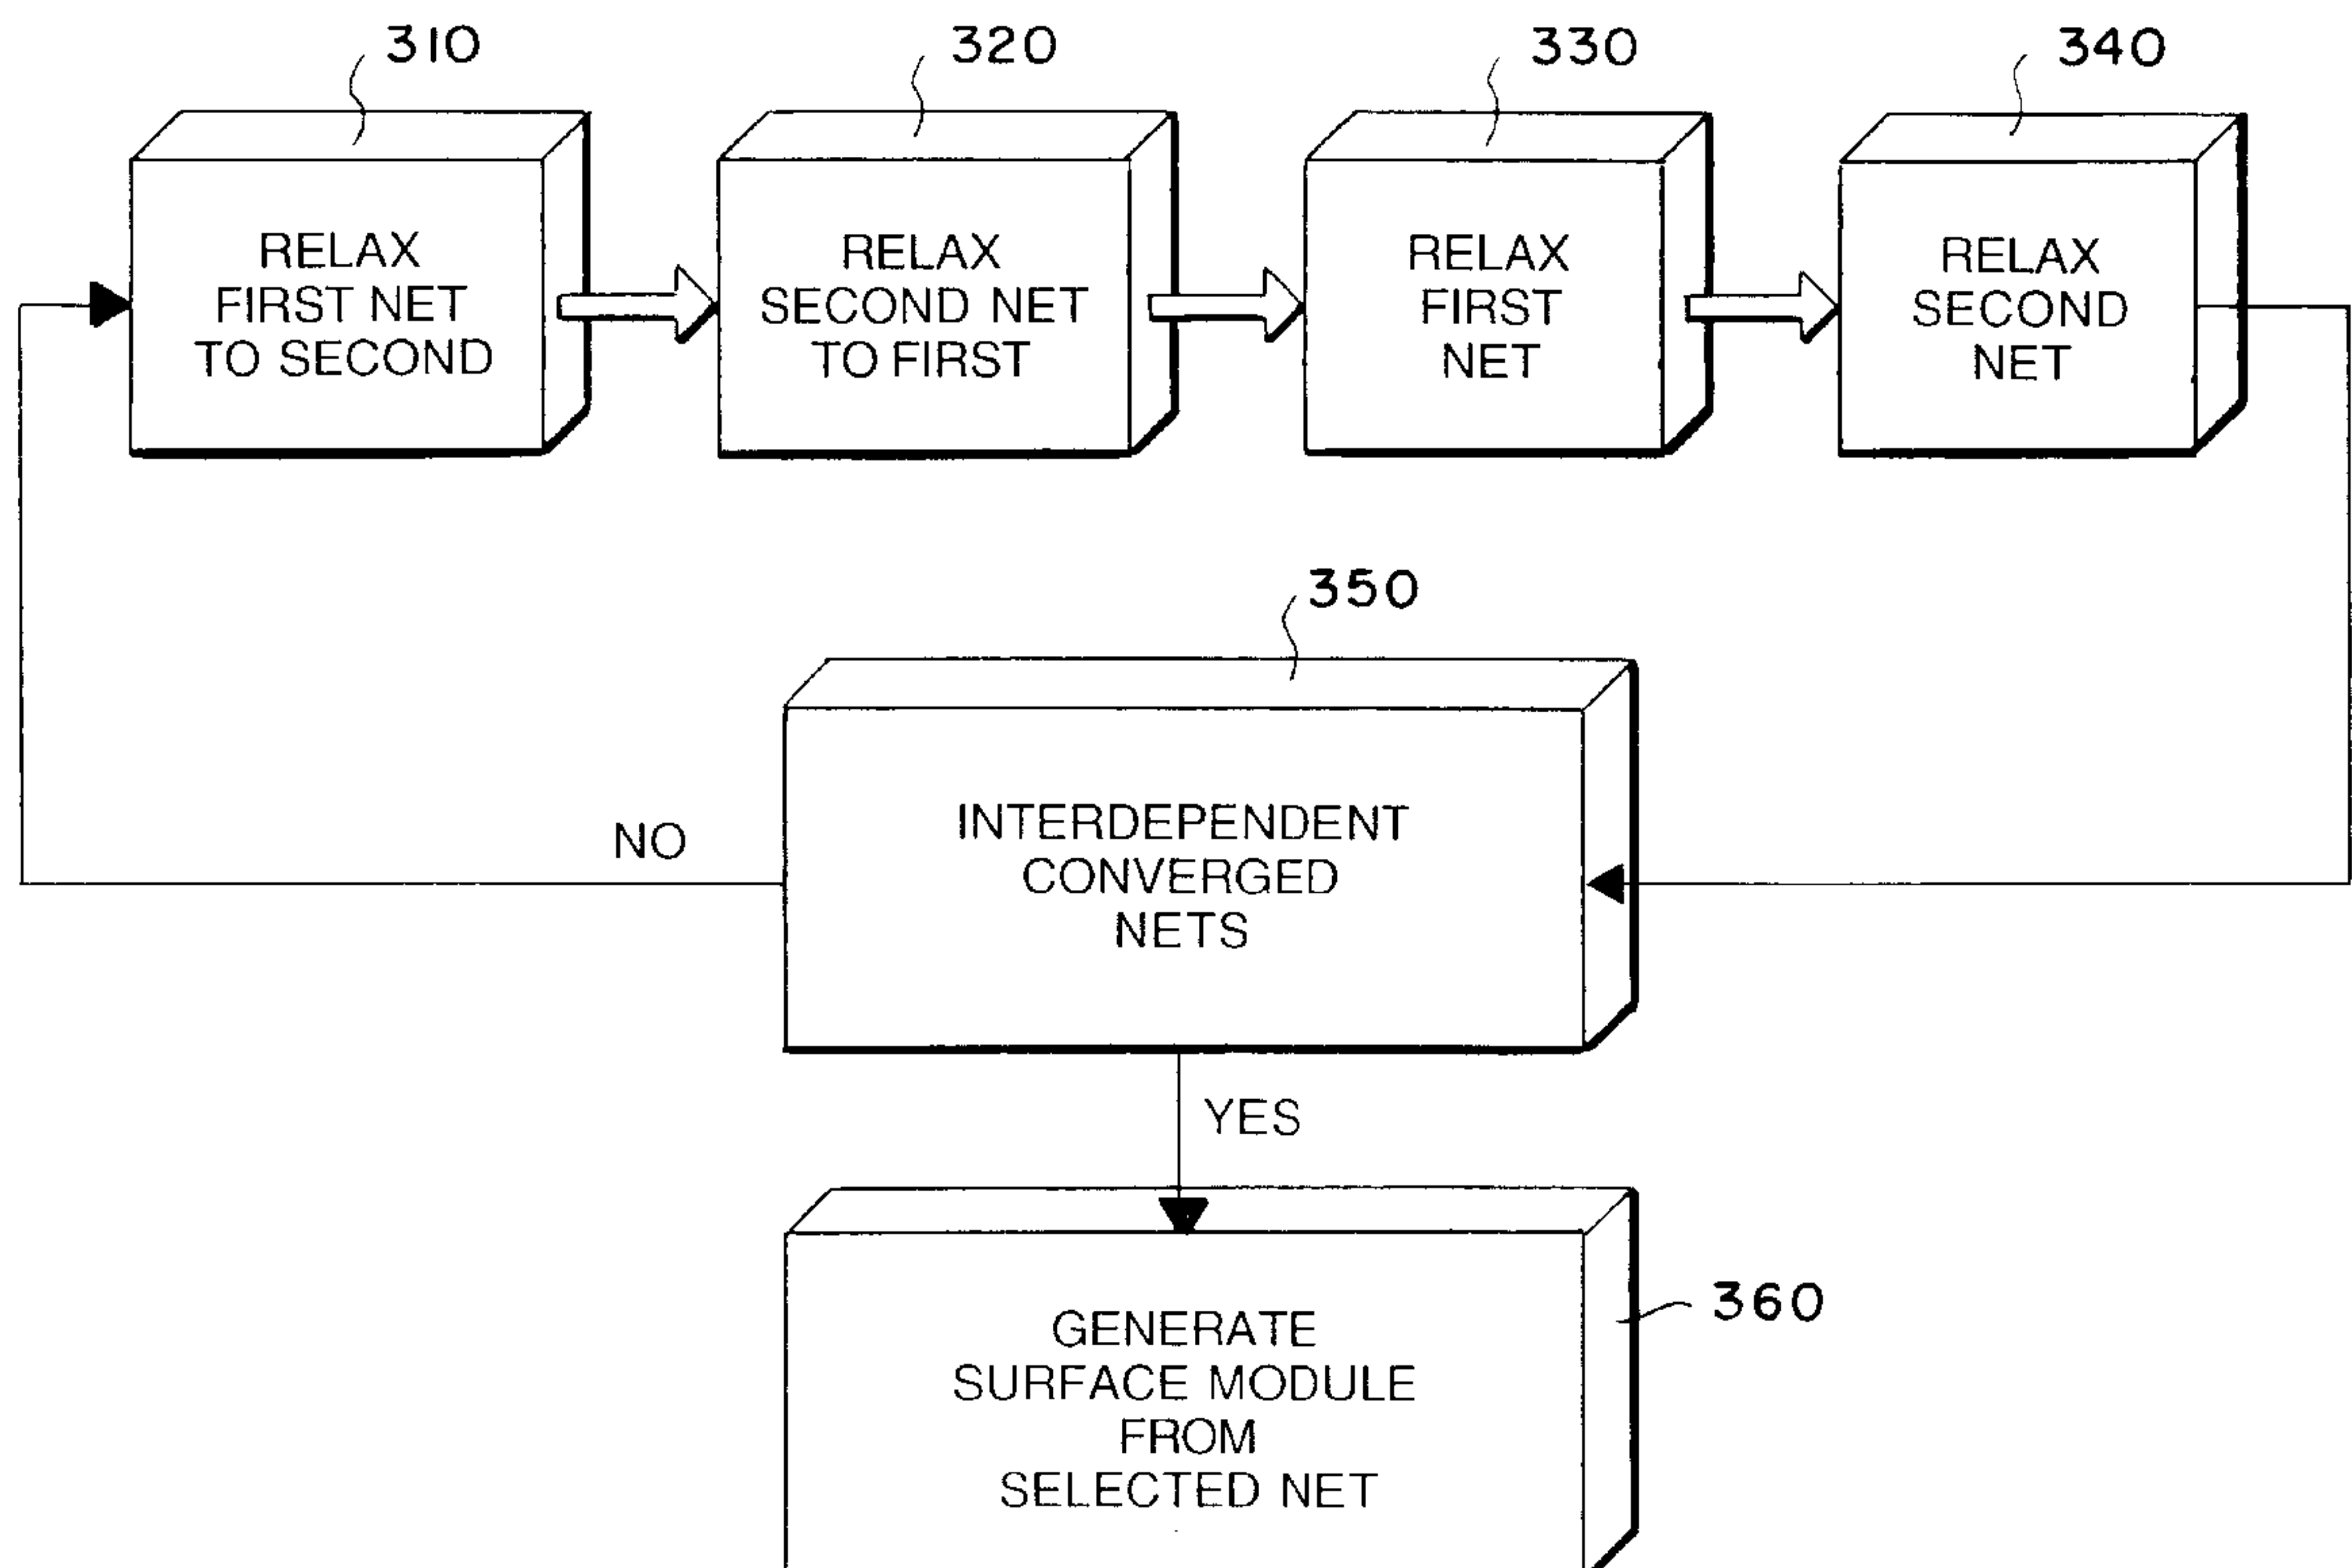 310
320
330
340
RELAX
FIRST NET
TO SECOND
RELAX
SECOND NET
TO FIRST
RELAX
FIRST
NET
RELAX
SECOND
NET
350
INTERDEPENDENT
CONVERGED
NETS
NO
YES
360
GENERATE
SURFACE MODULE
FROM
SELECTED NET